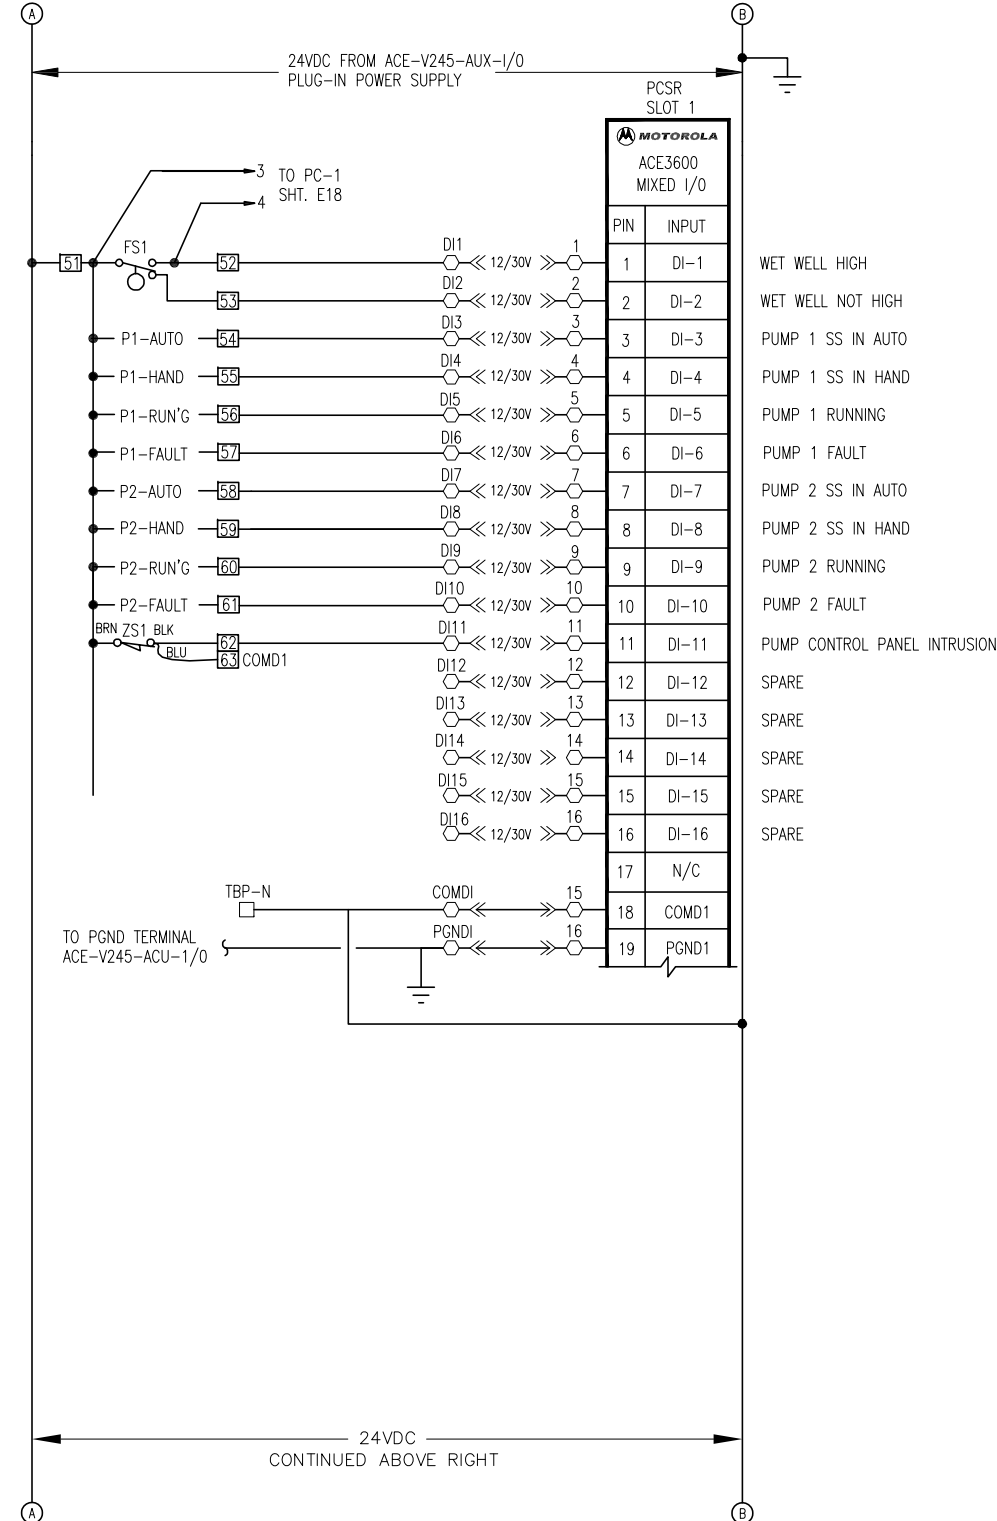 A
B
24VDC FROM ACE-V245-AUX-I/0
PLUG-IN POWER SUPPLY
PCSR
SLOT 1
MOTOROLA
ACE3600
MIXED I/0
3 TO PC-1
4 SHT. E18
PIN INPUT
51 FS1 52 DI1 12/30V 1 1 DI-1 WET WELL HIGH
53 DI2 12/30V 2 2 DI-2 WET WELL NOT HIGH
P1-AUTO 54 DI3 12/30V 3 3 DI-3 PUMP 1 SS IN AUTO
P1-HAND 55 DI4 12/30V 4 4 DI-4 PUMP 1 SS IN HAND
P1-RUN'G 56 DI5 12/30V 5 5 DI-5 PUMP 1 RUNNING
P1-FAULT 57 DI6 12/30V 6 6 DI-6 PUMP 1 FAULT
P2-AUTO 58 DI7 12/30V 7 7 DI-7 PUMP 2 SS IN AUTO
P2-HAND 59 DI8 12/30V 8 8 DI-8 PUMP 2 SS IN HAND
P2-RUN'G 60 DI9 12/30V 9 9 DI-9 PUMP 2 RUNNING
P2-FAULT 61 DI10 12/30V 10 10 DI-10 PUMP 2 FAULT
BRN ZS1 BLK 62 DI11 12/30V 11 11 DI-11 PUMP CONTROL PANEL INTRUSION
BLU 63 COMD1
DI12 12/30V 12 12 DI-12 SPARE
DI13 12/30V 13 13 DI-13 SPARE
DI14 12/30V 14 14 DI-14 SPARE
DI15 12/30V 15 15 DI-15 SPARE
DI16 12/30V 16 16 DI-16 SPARE
17 N/C
TBP-N COMDI 15 18 COMD1
TO PGND TERMINAL
ACE-V245-ACU-1/0
PGNDI 16 19 PGND1
24VDC
CONTINUED ABOVE RIGHT
A
B